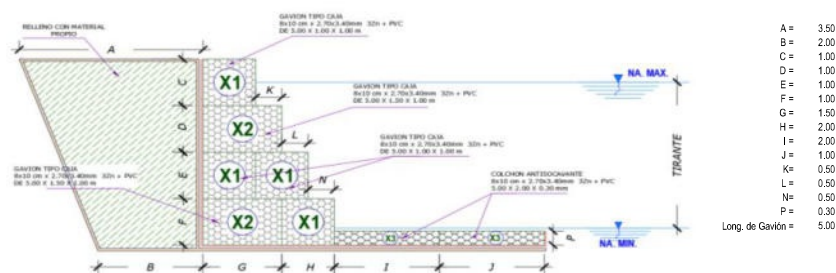 GAVION TIPO CAJA
8x10 cm x 2.70x3.40mm 3Zn + PVC
DE 5.00 X 1.00 X 1.00 m
RELLENO CON MATERIAL
PROPIO
A
X1
C
K
NA. MAX.
GAVION TIPO CAJA
8x10 cm x 2.70x3.40mm 3Zn + PVC
DE 5.00 X 1.50 X 1.00 m
X2
D
L
GAVION TIPO CAJA
8x10 cm x 2.70x3.40mm 3Zn + PVC
DE 5.00 X 1.00 X 1.00 m
TIRANTE
X1
X1
E
N
GAVION TIPO CAJA
8x10 cm x 2.70x3.40mm 3Zn + PVC
DE 5.00 X 1.50 X 1.00 m
COLCHON ANTISOCAVANTE
8x10 cm x 2.70x3.40mm 3Zn + PVC
5.00 X 2.00 X 0.30 mm
X2
X1
F
X3
X3
P
NA. MIN.
B
G
H
I
J
A = 3.50
B = 2.00
C = 1.00
D = 1.00
E = 1.00
F = 1.00
G = 1.50
H = 2.00
I = 2.00
J = 1.00
K= 0.50
L = 0.50
N= 0.50
P = 0.30
Long. de Gavión = 5.00